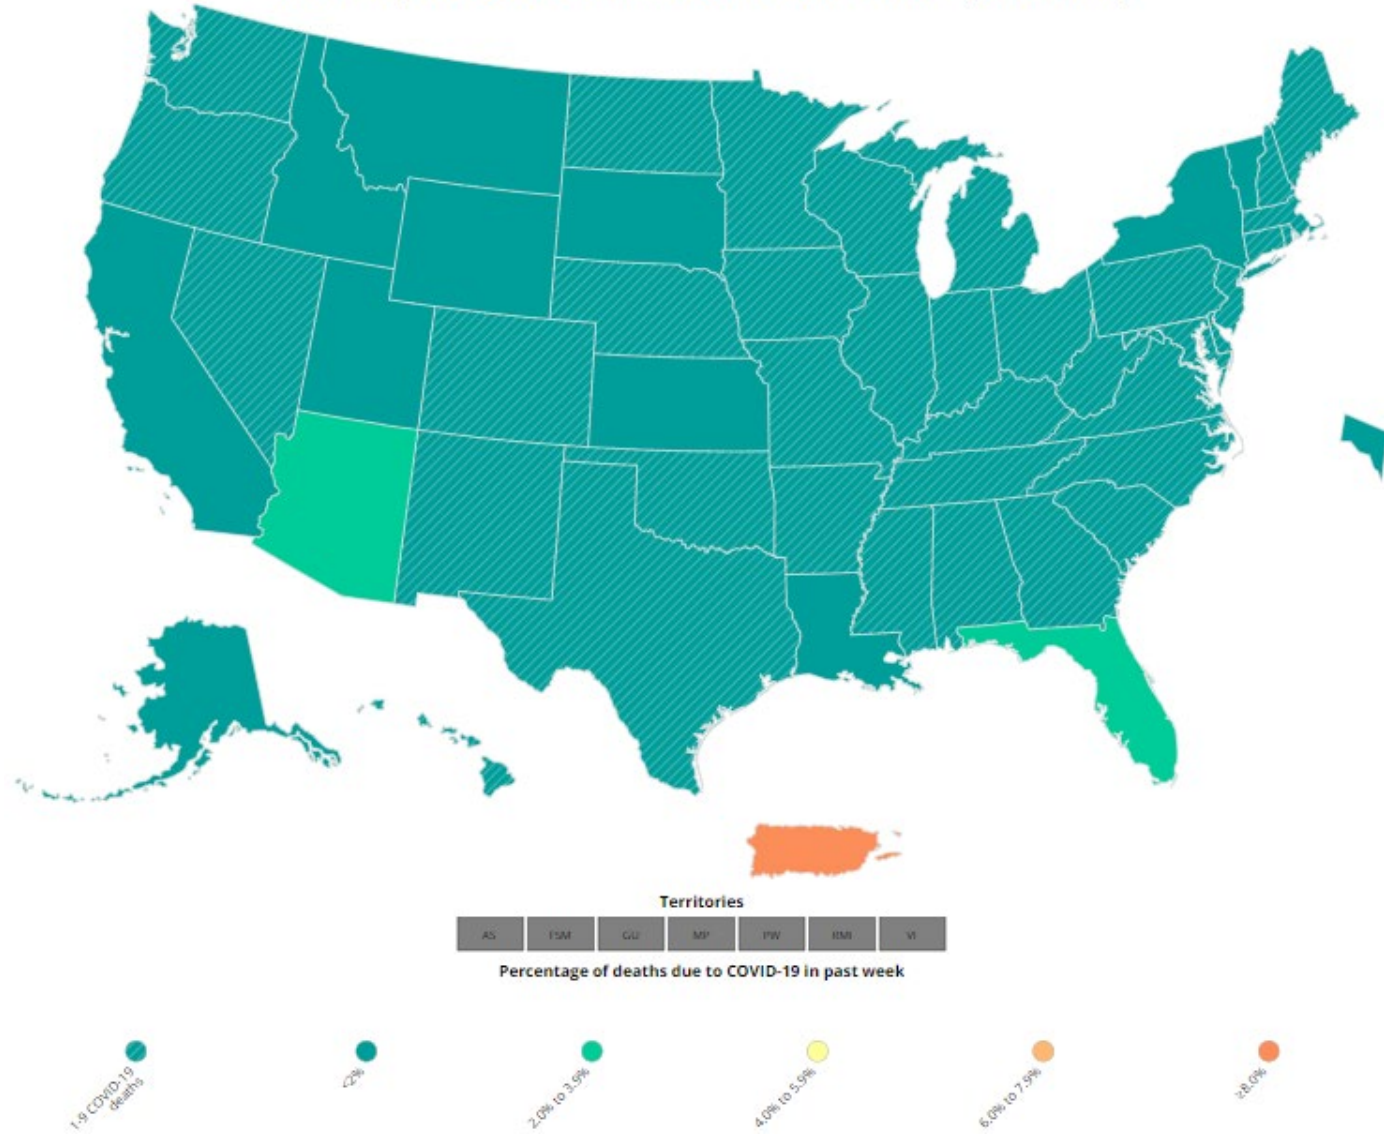 Territories
AS FSM GU MP PW RMI VI
Percentage of deaths due to COVID-19 in past week
1-9 COVID-19
deaths
<2%
2.0% to 3.9%
4.0% to 5.9%
6.0% to 7.9%
≥8.0%